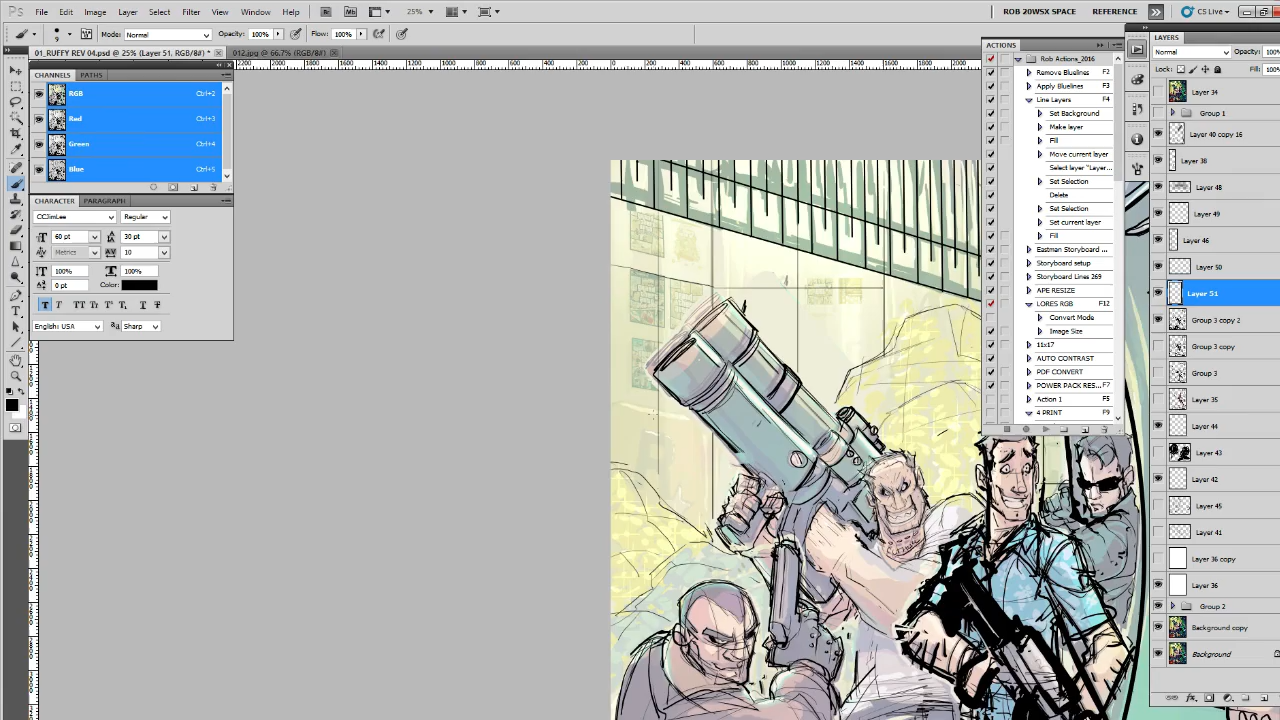 PS File Edit Image Layer Select Filter View Window Help Br Mb 25% ROB 20WSX SPACE REFERENCE CS Live
Mode: Normal Opacity: 100% Flow: 100%
01_RUFFY REV 04.psd @ 25% (Layer 51, RGB/8#) * 012.jpg @ 66.7% (RGB/8#)
CHANNELS PATHS
RGB Ctrl+2
Red Ctrl+3
Green Ctrl+4
Blue Ctrl+5
CHARACTER PARAGRAPH
CCJimLee Regular
60 pt 30 pt
Metrics 10
100% 100%
0 pt Color:
English: USA Sharp
ACTIONS
Rob Actions_2016
Remove Bluelines F2
Apply Bluelines F3
Line Layers F4
Set Background
Make layer
Fill
Move current layer
Select layer "Layer...
Set Selection
Delete
Set Selection
Set current layer
Fill
Eastman Storyboard ...
Storyboard setup
Storyboard Lines 269
APE RESIZE
LORES RGB F12
Convert Mode
Image Size
11x17
AUTO CONTRAST
PDF CONVERT
POWER PACK RES... F7
Action 1 F5
4 PRINT F9
LAYERS
Normal Opacity: 100%
Lock: Fill: 100%
Layer 34
Group 1
Layer 40 copy 16
Layer 38
Layer 48
Layer 49
Layer 46
Layer 50
Layer 51
Group 3 copy 2
Group 3 copy
Group 3
Layer 35
Layer 44
Layer 43
Layer 42
Layer 45
Layer 41
Layer 36 copy
Layer 36
Group 2
Background copy
Background